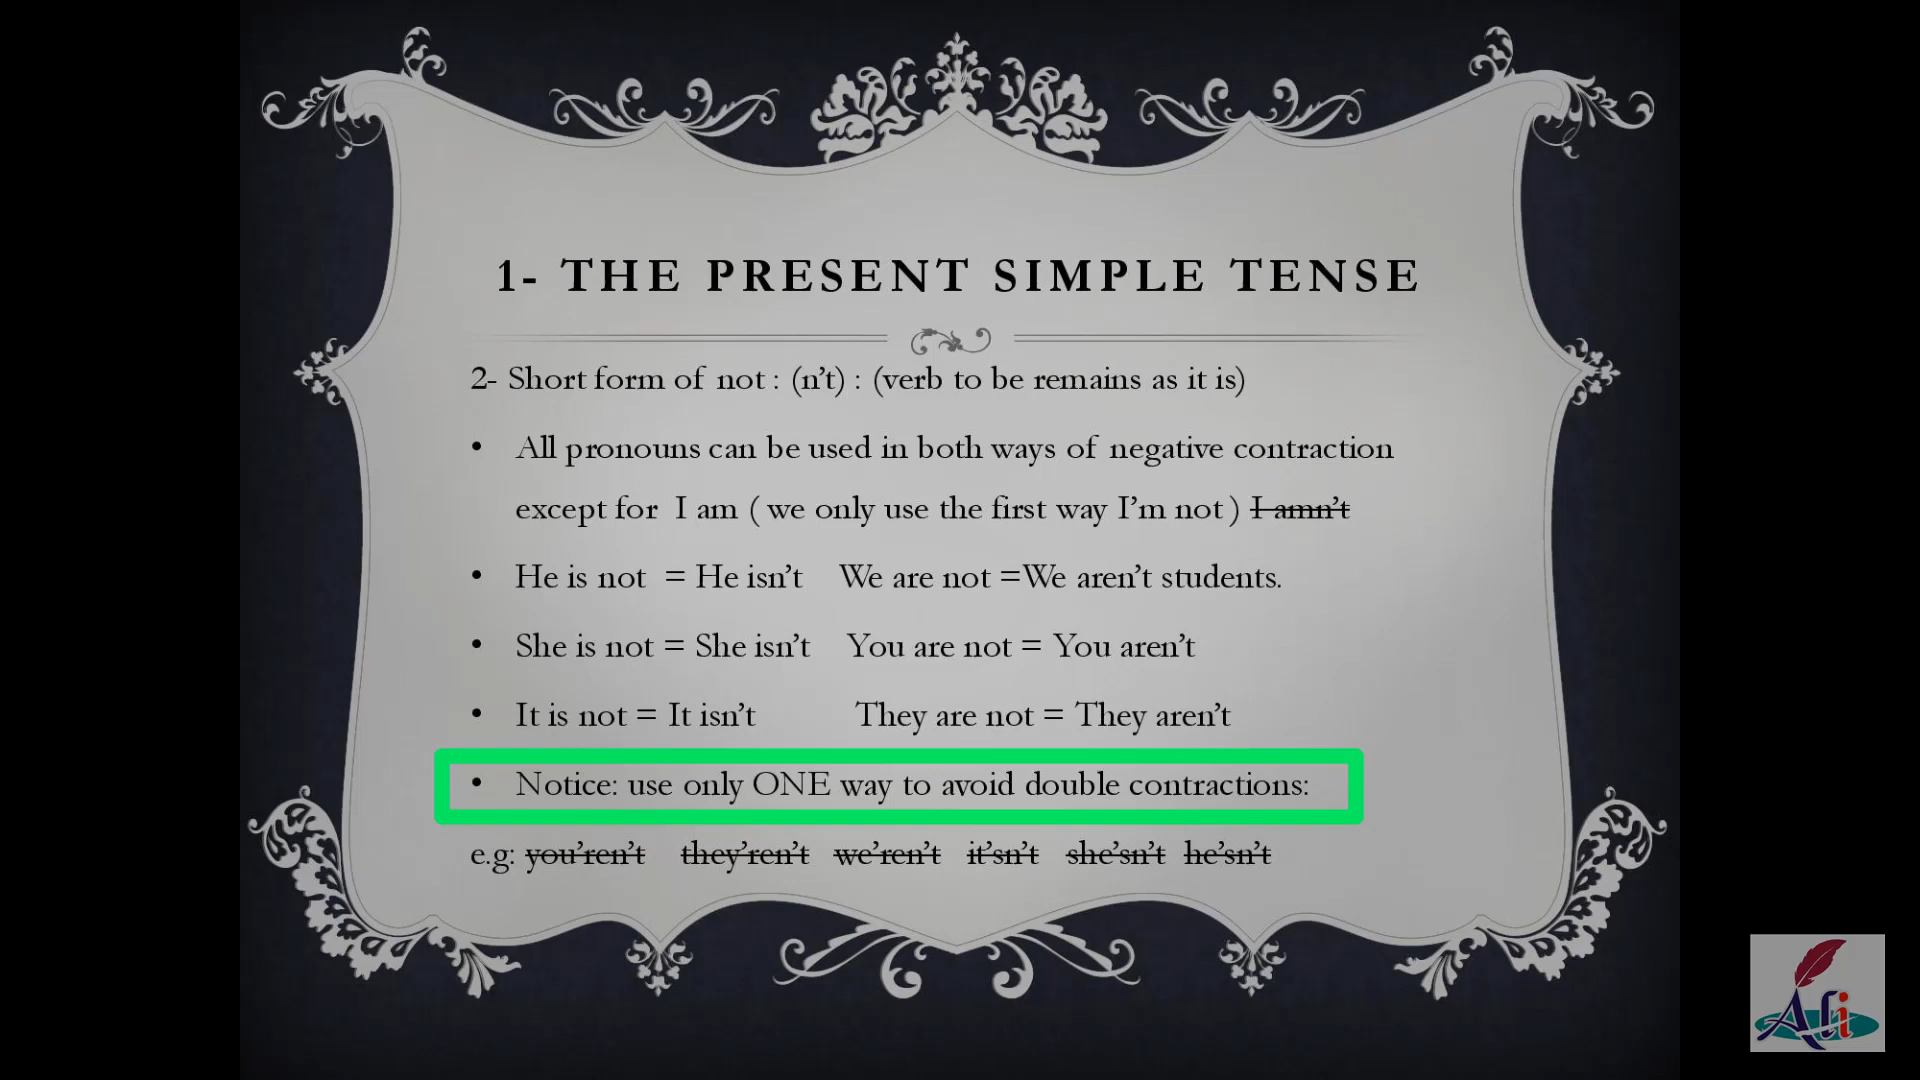 1- THE PRESENT SIMPLE TENSE
2- Short form of not : (n't) : (verb to be remains as it is)
• All pronouns can be used in both ways of negative contraction
except for I am ( we only use the first way I'm not ) I amn't
• He is not = He isn't We are not =We aren't students.
• She is not = She isn't You are not = You aren't
• It is not = It isn't They are not = They aren't
• Notice: use only ONE way to avoid double contractions:
e.g: you'ren't they'ren't we'ren't it'sn't she'sn't he'sn't
Ali